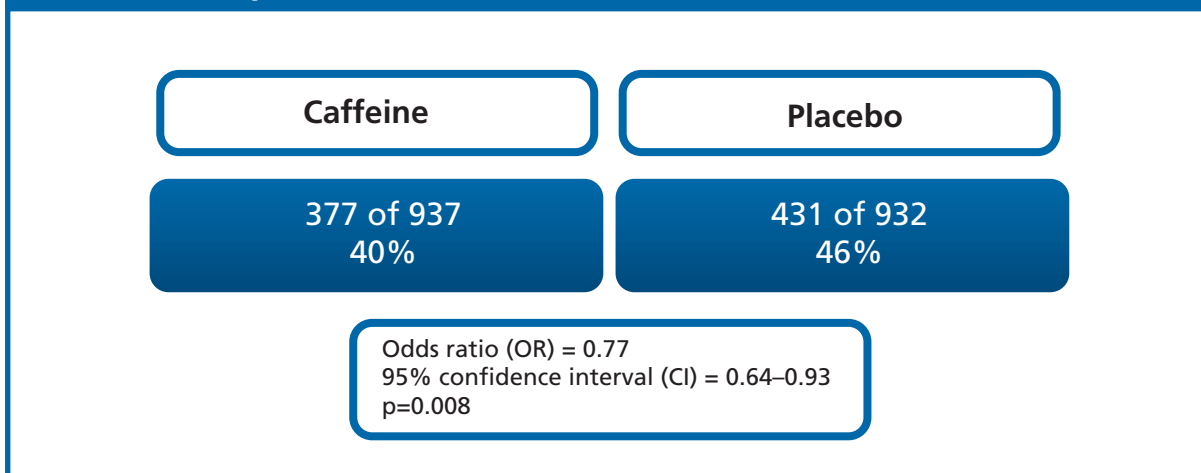 Caffeine
Placebo
377 of 937
40%
431 of 932
46%
Odds ratio (OR) = 0.77
95% confidence interval (CI) = 0.64–0.93
p=0.008